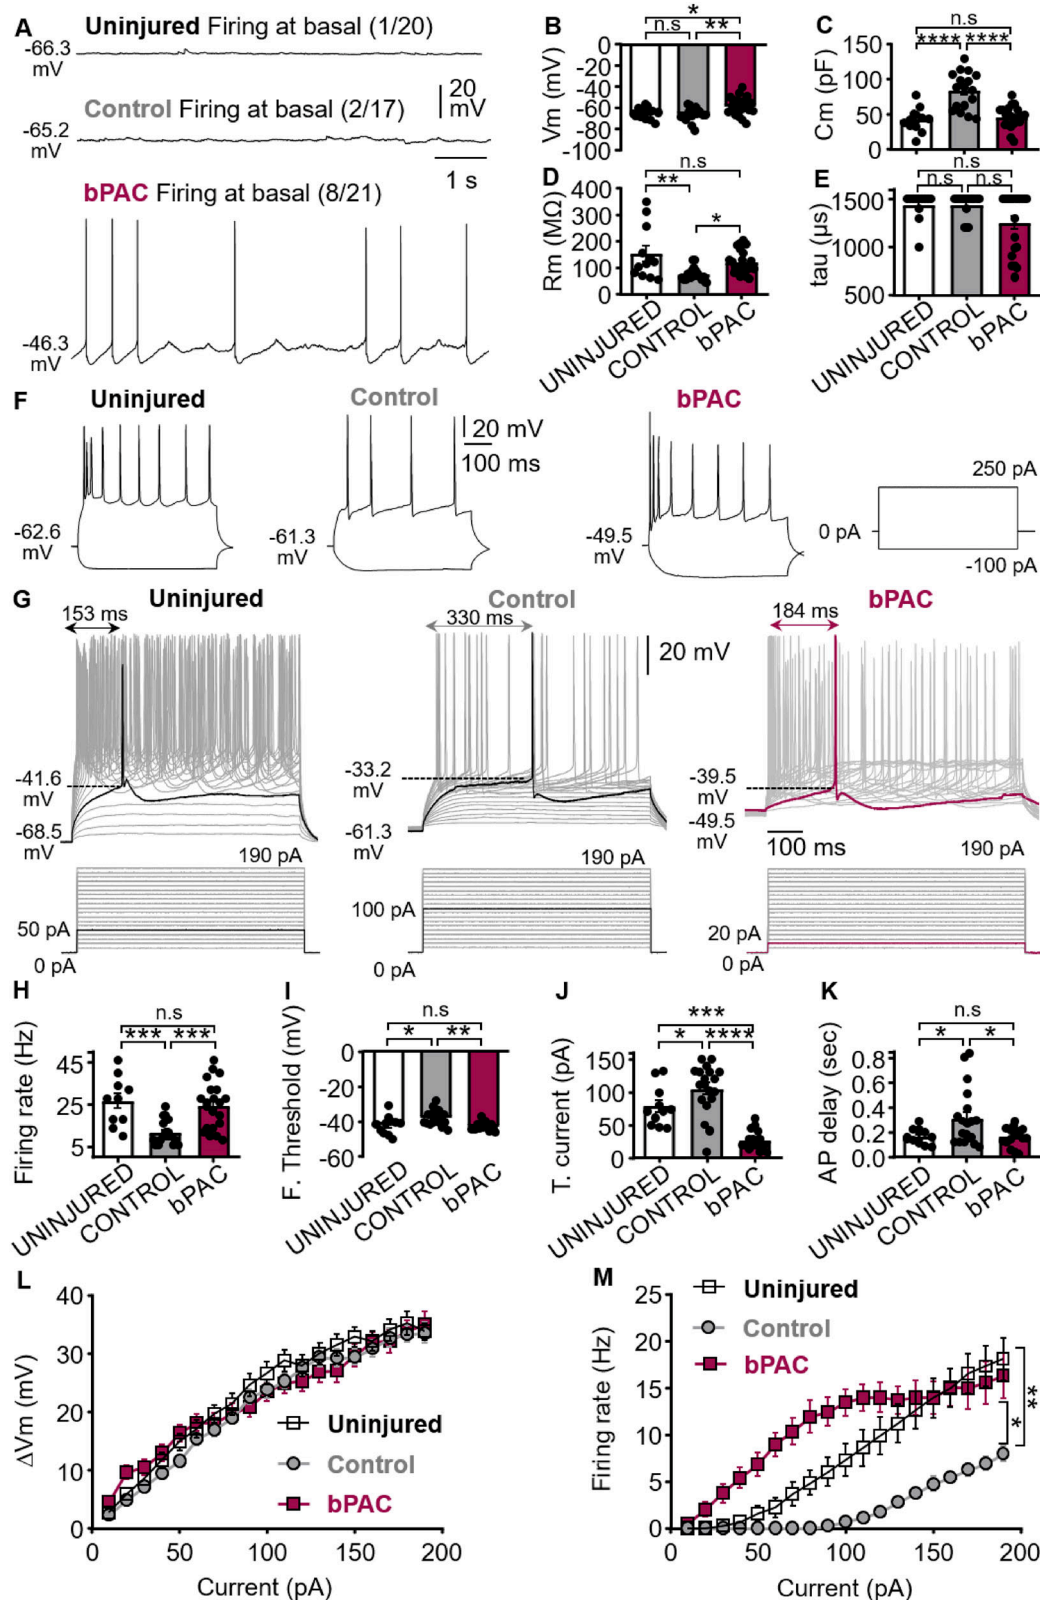 A
Uninjured Firing at basal (1/20)
-66.3
mV
Control Firing at basal (2/17)
20
mV
-65.2
mV
1 s
bPAC Firing at basal (8/21)
-46.3
mV
B
*
n.s
**
Vm (mV)
0
-20
-40
-60
-80
-100
C
n.s
****
****
Cm (pF)
150
100
50
0
D
n.s
**
*
Rm (MΩ)
400
300
200
100
0
UNINJURED
CONTROL
bPAC
E
n.s
n.s
n.s
tau (µs)
1500
1000
500
UNINJURED
CONTROL
bPAC
F
Uninjured
-62.6
mV
Control
20 mV
100 ms
-61.3
mV
bPAC
-49.5
mV
250 pA
0 pA
-100 pA
G
Uninjured
153 ms
-41.6
mV
-68.5
mV
190 pA
50 pA
0 pA
Control
330 ms
20 mV
-33.2
mV
-61.3
mV
190 pA
100 pA
0 pA
bPAC
184 ms
-39.5
mV
-49.5
mV
100 ms
190 pA
20 pA
0 pA
H
n.s
***
***
Firing rate (Hz)
45
25
5
UNINJURED
CONTROL
bPAC
I
n.s
*
**
F. Threshold (mV)
0
-20
-40
-60
UNINJURED
CONTROL
bPAC
J
***
*
****
T. current (pA)
150
100
50
0
UNINJURED
CONTROL
bPAC
K
n.s
*
*
AP delay (sec)
0.8
0.6
0.4
0.2
0.0
UNINJURED
CONTROL
bPAC
L
ΔVm (mV)
40
30
20
10
0
Uninjured
Control
bPAC
0
50
100
150
200
Current (pA)
M
Firing rate (Hz)
25
20
15
10
5
0
Uninjured
Control
bPAC
*
**
0
50
100
150
200
Current (pA)